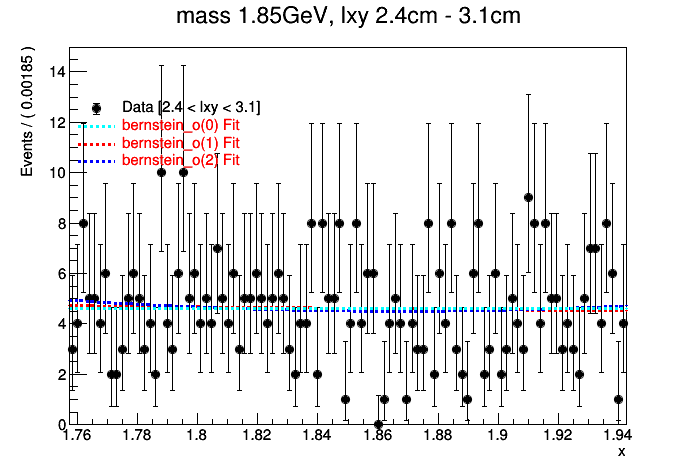 mass 1.85GeV, lxy 2.4cm - 3.1cm
Events / ( 0.00185 )
14
12
10
8
6
4
2
0
Data [2.4 < lxy < 3.1]
bernstein_o(0) Fit
bernstein_o(1) Fit
bernstein_o(2) Fit
1.76 1.78 1.8 1.82 1.84 1.86 1.88 1.9 1.92 1.94
x